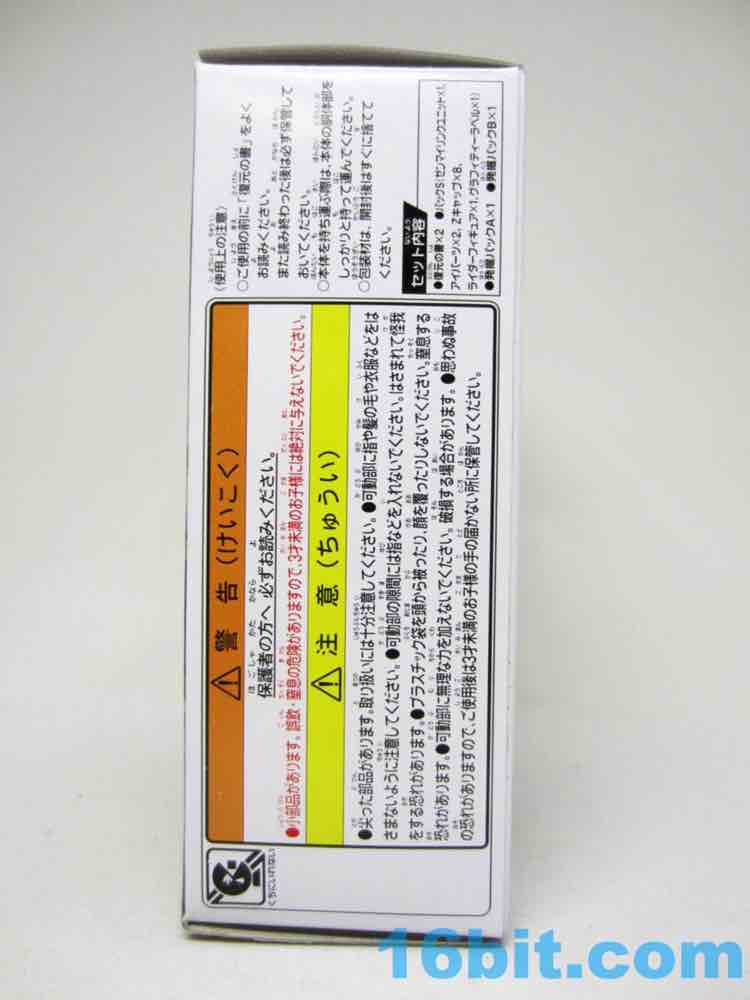 くちにいれない
⚠警告(けいこく)
保護者の方へ 必ずお読みください。
●小部品があります。誤飲・窒息の危険がありますので、3才未満のお子様には絶対に与えないでください。
⚠注意(ちゅうい)
●尖った部品があります。取り扱いには十分注意してください。●可動部に指や髪の毛や衣服などをは
さまないように注意してください。●可動部の隙間には指などを入れないでください。はさまれて怪我
をする恐れがあります。●プラスチック袋を頭から被ったり、顔を覆ったりしないでください。窒息する
恐れがあります。●可動部に無理な力を加えないでください。破損する場合があります。●思わぬ事故
の恐れがありますので、ご使用後は3才未満のお子様の手の届かない所に保管してください。
〈使用上の注意〉
○ご使用の前に「復元の書」をよく
お読みください。
また読み終わった後は必ず保管して
おいてください。
○本体を持ち運ぶ際は、本体の胴体部を
しっかりと持って運んでください。
○包装材は、開封後はすぐに捨てて
ください。
セット内容
●復元の書×2 ●パックS(ゼンマイリンクユニット×1、
アイパーツ×2、Zキャップ×8、
ライダーフィギュア×1、グラフィティーラベル×1)
●発掘パックA×1 ●発掘パックB×1
16bit.com